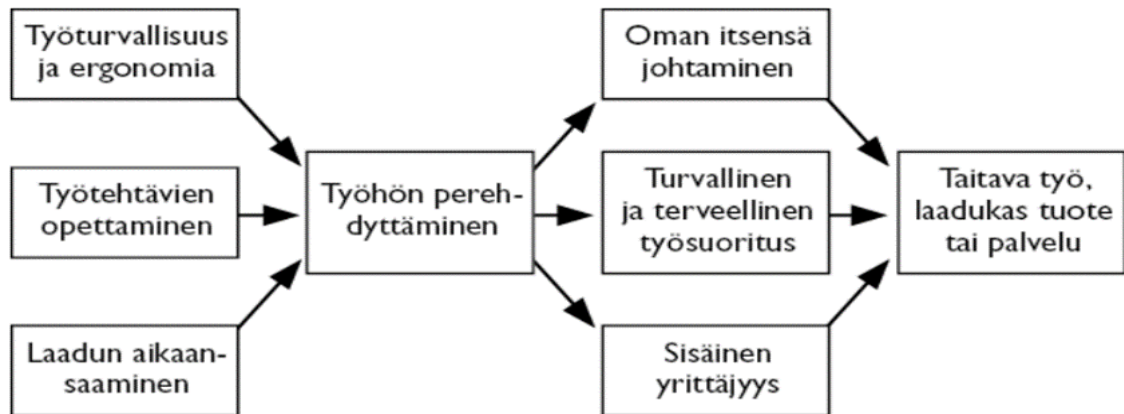 Työturvallisuus
ja ergonomia
Työtehtävien
opettaminen
Laadun aikaan-
saaminen
Työhön pereh-
dyttäminen
Oman itsensä
johtaminen
Turvallinen
ja terveellinen
työsuoritus
Sisäinen
yrittäjyys
Taitava työ,
laadukas tuote
tai palvelu